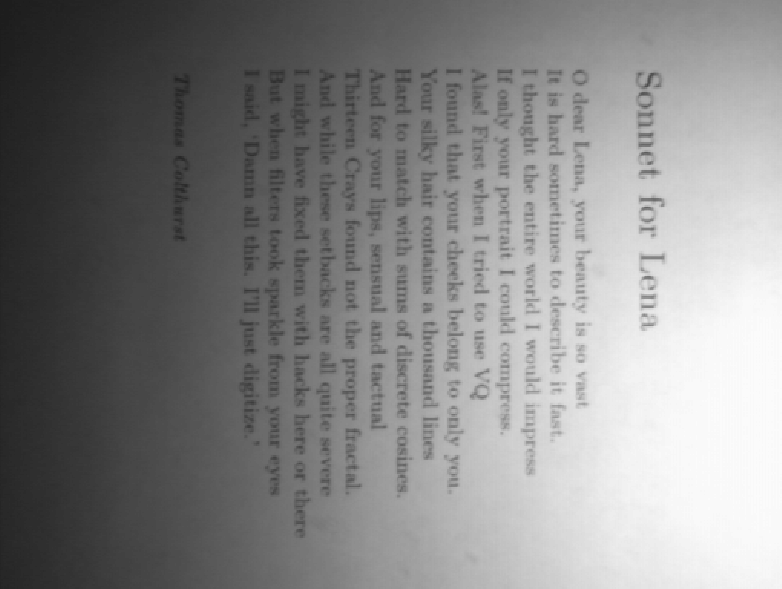 Sonnet for Lena
O dear Lena, your beauty is so vast
It is hard sometimes to describe it fast.
I thought the entire world I would impress
If only your portrait I could compress.
Alas! First when I tried to use VQ
I found that your cheeks belong to only you.
Your silky hair contains a thousand lines
Hard to match with sums of discrete cosines.
And for your lips, sensual and tactual
Thirteen Crays found not the proper fractal.
And while these setbacks are all quite severe
I might have fixed them with hacks here or there
But when filters took sparkle from your eyes
I said, 'Damn all this. I'll just digitize.'
Thomas Colthurst